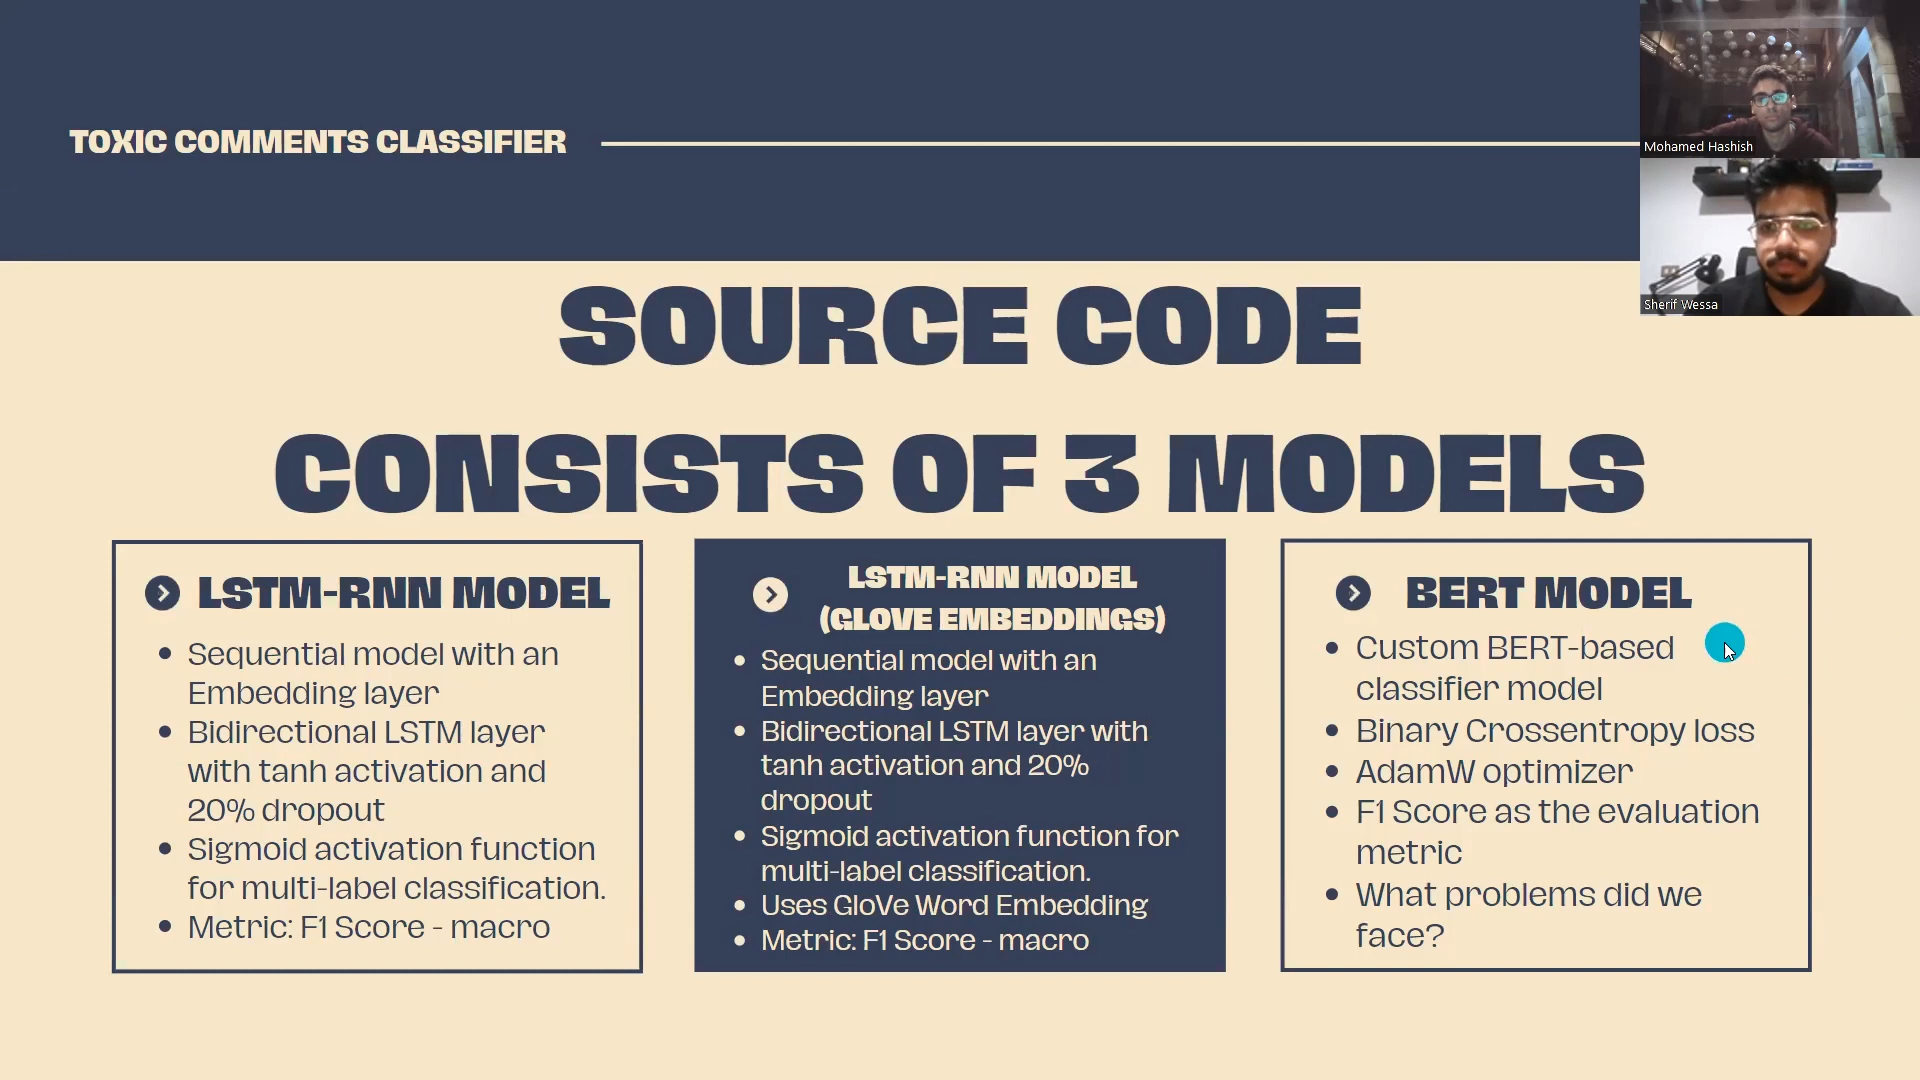 TOXIC COMMENTS CLASSIFIER
Mohamed Hashish
Sherif Wessa
SOURCE CODE
CONSISTS OF 3 MODELS
LSTM-RNN MODEL
Sequential model with an
Embedding layer
Bidirectional LSTM layer
with tanh activation and
20% dropout
Sigmoid activation function
for multi-label classification.
Metric: F1 Score - macro
LSTM-RNN MODEL
(GLOVE EMBEDDINGS)
Sequential model with an
Embedding layer
Bidirectional LSTM layer with
tanh activation and 20%
dropout
Sigmoid activation function for
multi-label classification.
Uses GloVe Word Embedding
Metric: F1 Score - macro
BERT MODEL
Custom BERT-based
classifier model
Binary Crossentropy loss
AdamW optimizer
F1 Score as the evaluation
metric
What problems did we
face?